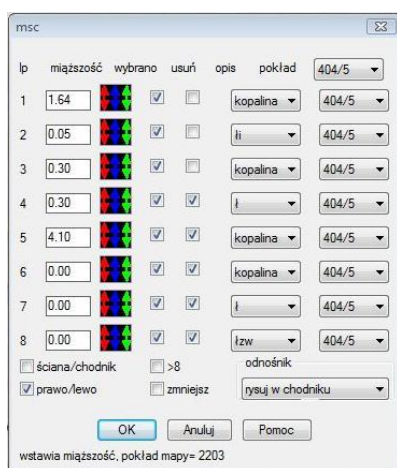 msc
lp miąższość wybrano usuń opis pokład 404/5
1 1.64 kopalina 404/5
2 0.05 łi 404/5
3 0.30 kopalina 404/5
4 0.30 ł 404/5
5 4.10 kopalina 404/5
6 0.00 kopalina 404/5
7 0.00 ł 404/5
8 0.00 łzw 404/5
ściana/chodnik >8 odnośnik
prawo/lewo zmniejsz rysuj w chodniku
OK Anuluj Pomoc
wstawia miąższość, pokład mapy= 2203